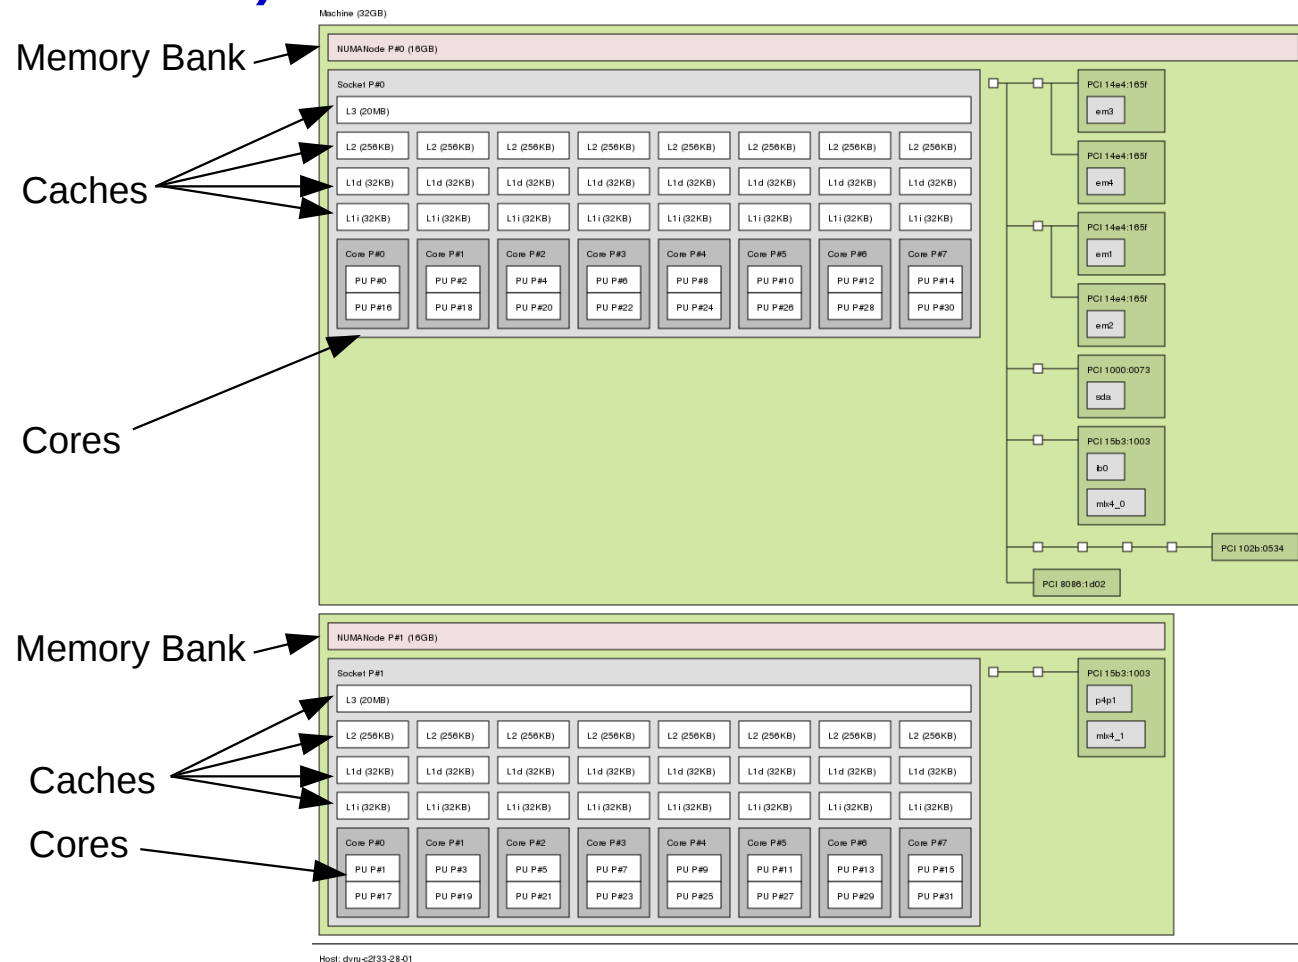 Machine (32GB)
Memory Bank
NUMANode P#0 (16GB)
Socket P#0
L3 (20MB)
L2 (256KB) L2 (256KB) L2 (256KB) L2 (256KB) L2 (256KB) L2 (256KB) L2 (256KB) L2 (256KB)
Caches
L1d (32KB) L1d (32KB) L1d (32KB) L1d (32KB) L1d (32KB) L1d (32KB) L1d (32KB) L1d (32KB)
L1i (32KB) L1i (32KB) L1i (32KB) L1i (32KB) L1i (32KB) L1i (32KB) L1i (32KB) L1i (32KB)
Core P#0 Core P#1 Core P#2 Core P#3 Core P#4 Core P#5 Core P#6 Core P#7
PU P#0 PU P#2 PU P#4 PU P#6 PU P#8 PU P#10 PU P#12 PU P#14
PU P#16 PU P#18 PU P#20 PU P#22 PU P#24 PU P#26 PU P#28 PU P#30
Cores
PCI 14e4:165f
em3
PCI 14e4:165f
em4
PCI 14e4:165f
em1
PCI 14e4:165f
em2
PCI 1000:0073
sda
PCI 15b3:1003
ib0
mlx4_0
PCI 102b:0534
PCI 8086:1d02
Memory Bank
NUMANode P#1 (16GB)
Socket P#1
L3 (20MB)
L2 (256KB) L2 (256KB) L2 (256KB) L2 (256KB) L2 (256KB) L2 (256KB) L2 (256KB) L2 (256KB)
Caches
L1d (32KB) L1d (32KB) L1d (32KB) L1d (32KB) L1d (32KB) L1d (32KB) L1d (32KB) L1d (32KB)
L1i (32KB) L1i (32KB) L1i (32KB) L1i (32KB) L1i (32KB) L1i (32KB) L1i (32KB) L1i (32KB)
Cores
Core P#0 Core P#1 Core P#2 Core P#3 Core P#4 Core P#5 Core P#6 Core P#7
PU P#1 PU P#3 PU P#5 PU P#7 PU P#9 PU P#11 PU P#13 PU P#15
PU P#17 PU P#19 PU P#21 PU P#23 PU P#25 PU P#27 PU P#29 PU P#31
PCI 15b3:1003
p4p1
mlx4_1
Host: dvru-c2f33-28-01